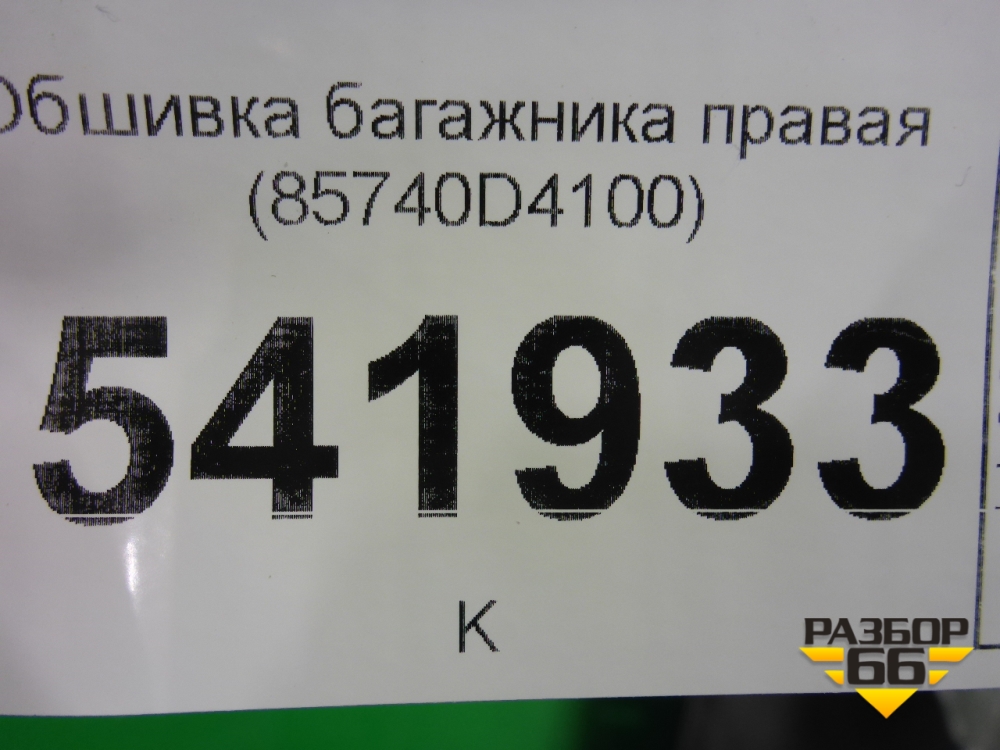 Обшивка багажника правая
(85740D4100)
541933
К
РАЗБОР
66